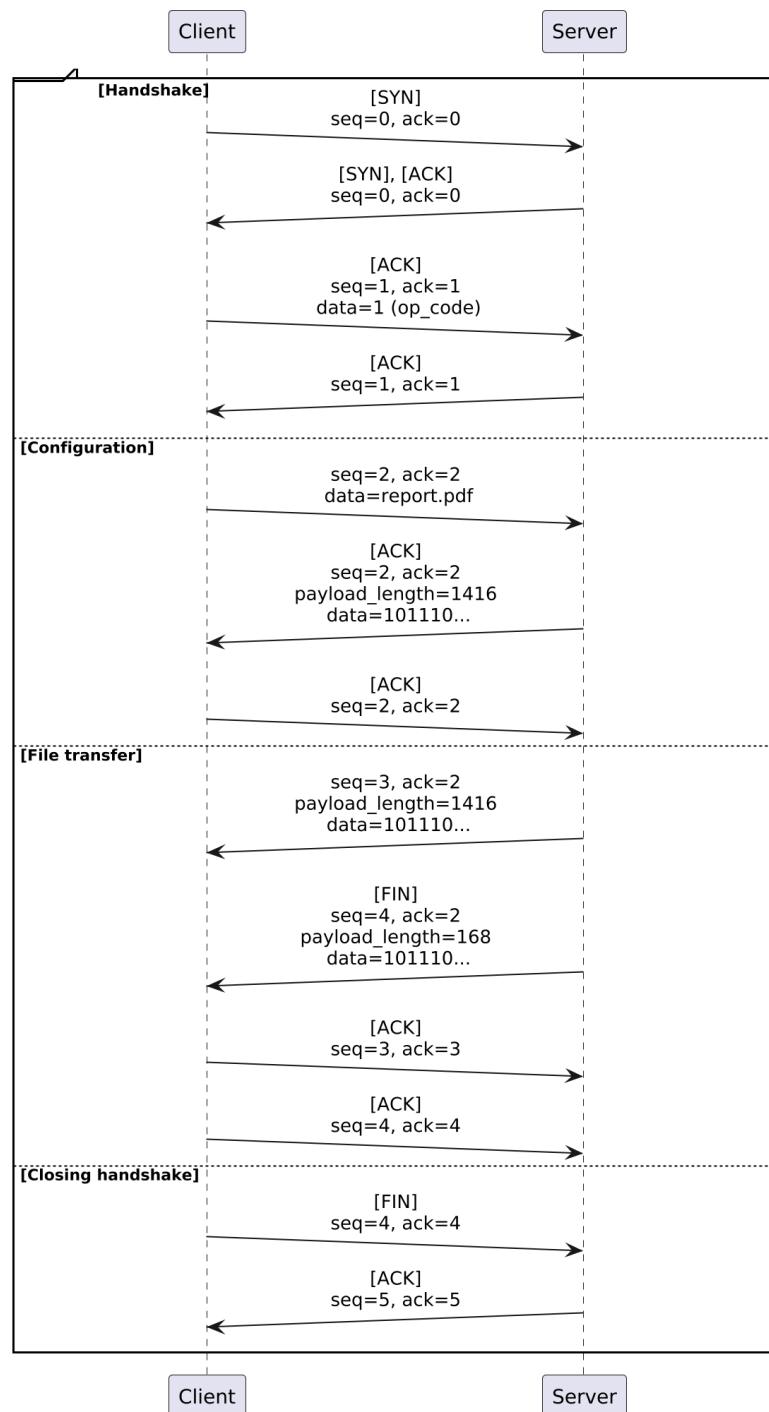 Client
Server
[Handshake]
[SYN]
seq=0, ack=0
[SYN], [ACK]
seq=0, ack=0
[ACK]
seq=1, ack=1
data=1 (op_code)
[ACK]
seq=1, ack=1
[Configuration]
seq=2, ack=2
data=report.pdf
[ACK]
seq=2, ack=2
payload_length=1416
data=101110...
[ACK]
seq=2, ack=2
[File transfer]
seq=3, ack=2
payload_length=1416
data=101110...
[FIN]
seq=4, ack=2
payload_length=168
data=101110...
[ACK]
seq=3, ack=3
[ACK]
seq=4, ack=4
[Closing handshake]
[FIN]
seq=4, ack=4
[ACK]
seq=5, ack=5
Client
Server